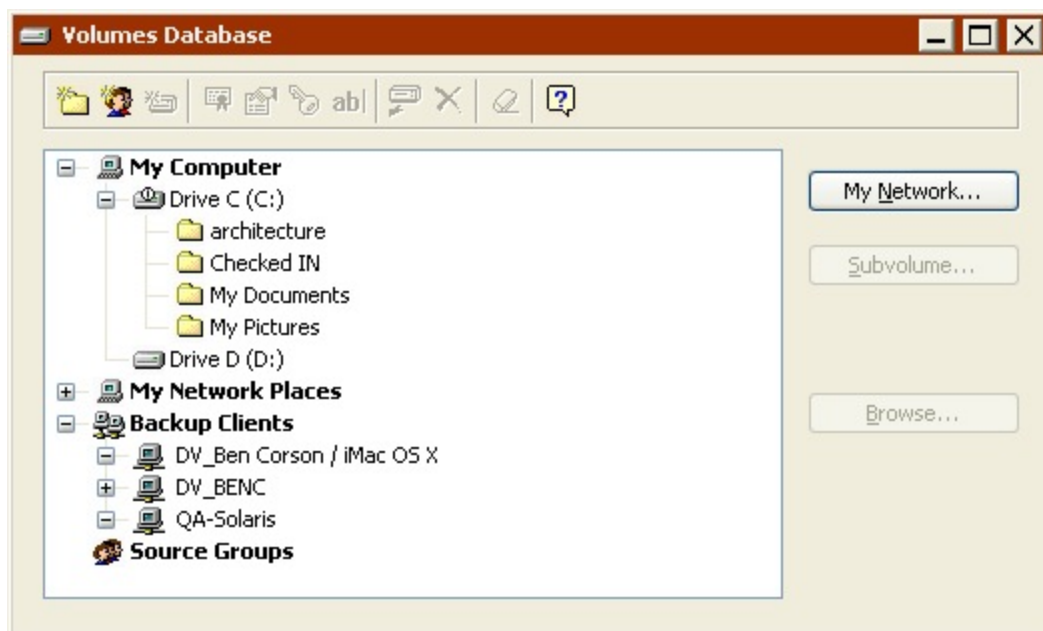 Volumes Database
ab|
My Computer
Drive C (C:)
architecture
Checked IN
My Documents
My Pictures
Drive D (D:)
My Network Places
Backup Clients
DV_Ben Corson / iMac OS X
DV_BENC
QA-Solaris
Source Groups
My Network...
Subvolume...
Browse...